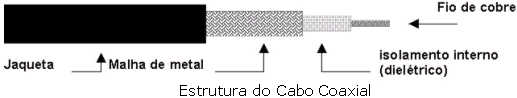 Fio de cobre
Jaqueta
Malha de metal
isolamento interno
(dielétrico)
Estrutura do Cabo Coaxial